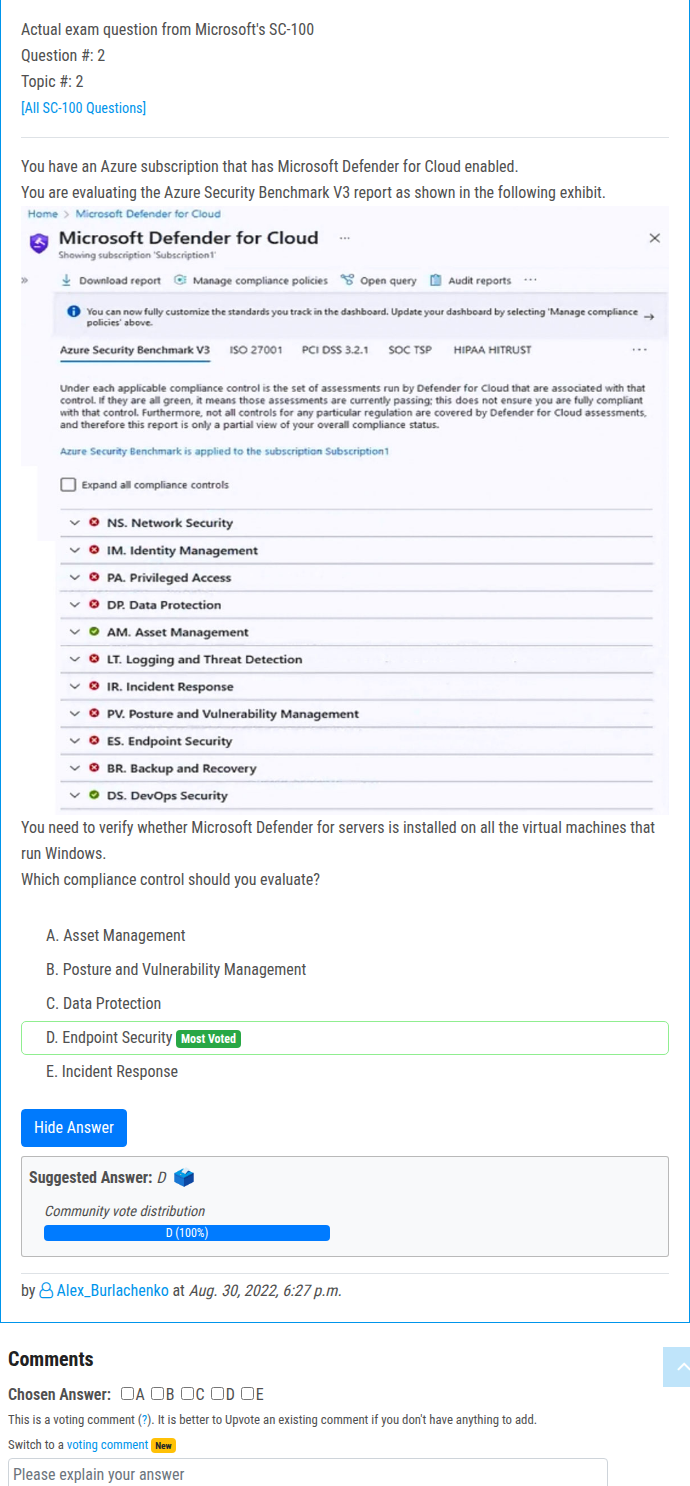 Actual exam question from Microsoft's SC-100
Question #: 2
Topic #: 2
[All SC-100 Questions]
You have an Azure subscription that has Microsoft Defender for Cloud enabled.
You are evaluating the Azure Security Benchmark V3 report as shown in the following exhibit.
Home > Microsoft Defender for Cloud
Microsoft Defender for Cloud ...
Showing subscription 'Subscription1'
» Download report Manage compliance policies Open query Audit reports ...
You can now fully customize the standards you track in the dashboard. Update your dashboard by selecting 'Manage compliance
policies' above.
Azure Security Benchmark V3 ISO 27001 PCI DSS 3.2.1 SOC TSP HIPAA HITRUST ...
Under each applicable compliance control is the set of assessments run by Defender for Cloud that are associated with that
control. If they are all green, it means those assessments are currently passing; this does not ensure you are fully compliant
with that control. Furthermore, not all controls for any particular regulation are covered by Defender for Cloud assessments,
and therefore this report is only a partial view of your overall compliance status.
Azure Security Benchmark is applied to the subscription Subscription1
Expand all compliance controls
NS. Network Security
IM. Identity Management
PA. Privileged Access
DP. Data Protection
AM. Asset Management
LT. Logging and Threat Detection
IR. Incident Response
PV. Posture and Vulnerability Management
ES. Endpoint Security
BR. Backup and Recovery
DS. DevOps Security
You need to verify whether Microsoft Defender for servers is installed on all the virtual machines that
run Windows.
Which compliance control should you evaluate?
A. Asset Management
B. Posture and Vulnerability Management
C. Data Protection
D. Endpoint Security Most Voted
E. Incident Response
Hide Answer
Suggested Answer: D
Community vote distribution
D (100%)
by Alex_Burlachenko at Aug. 30, 2022, 6:27 p.m.
Comments
Chosen Answer: A B C D E
This is a voting comment (?). It is better to Upvote an existing comment if you don't have anything to add.
Switch to a voting comment New
Please explain your answer